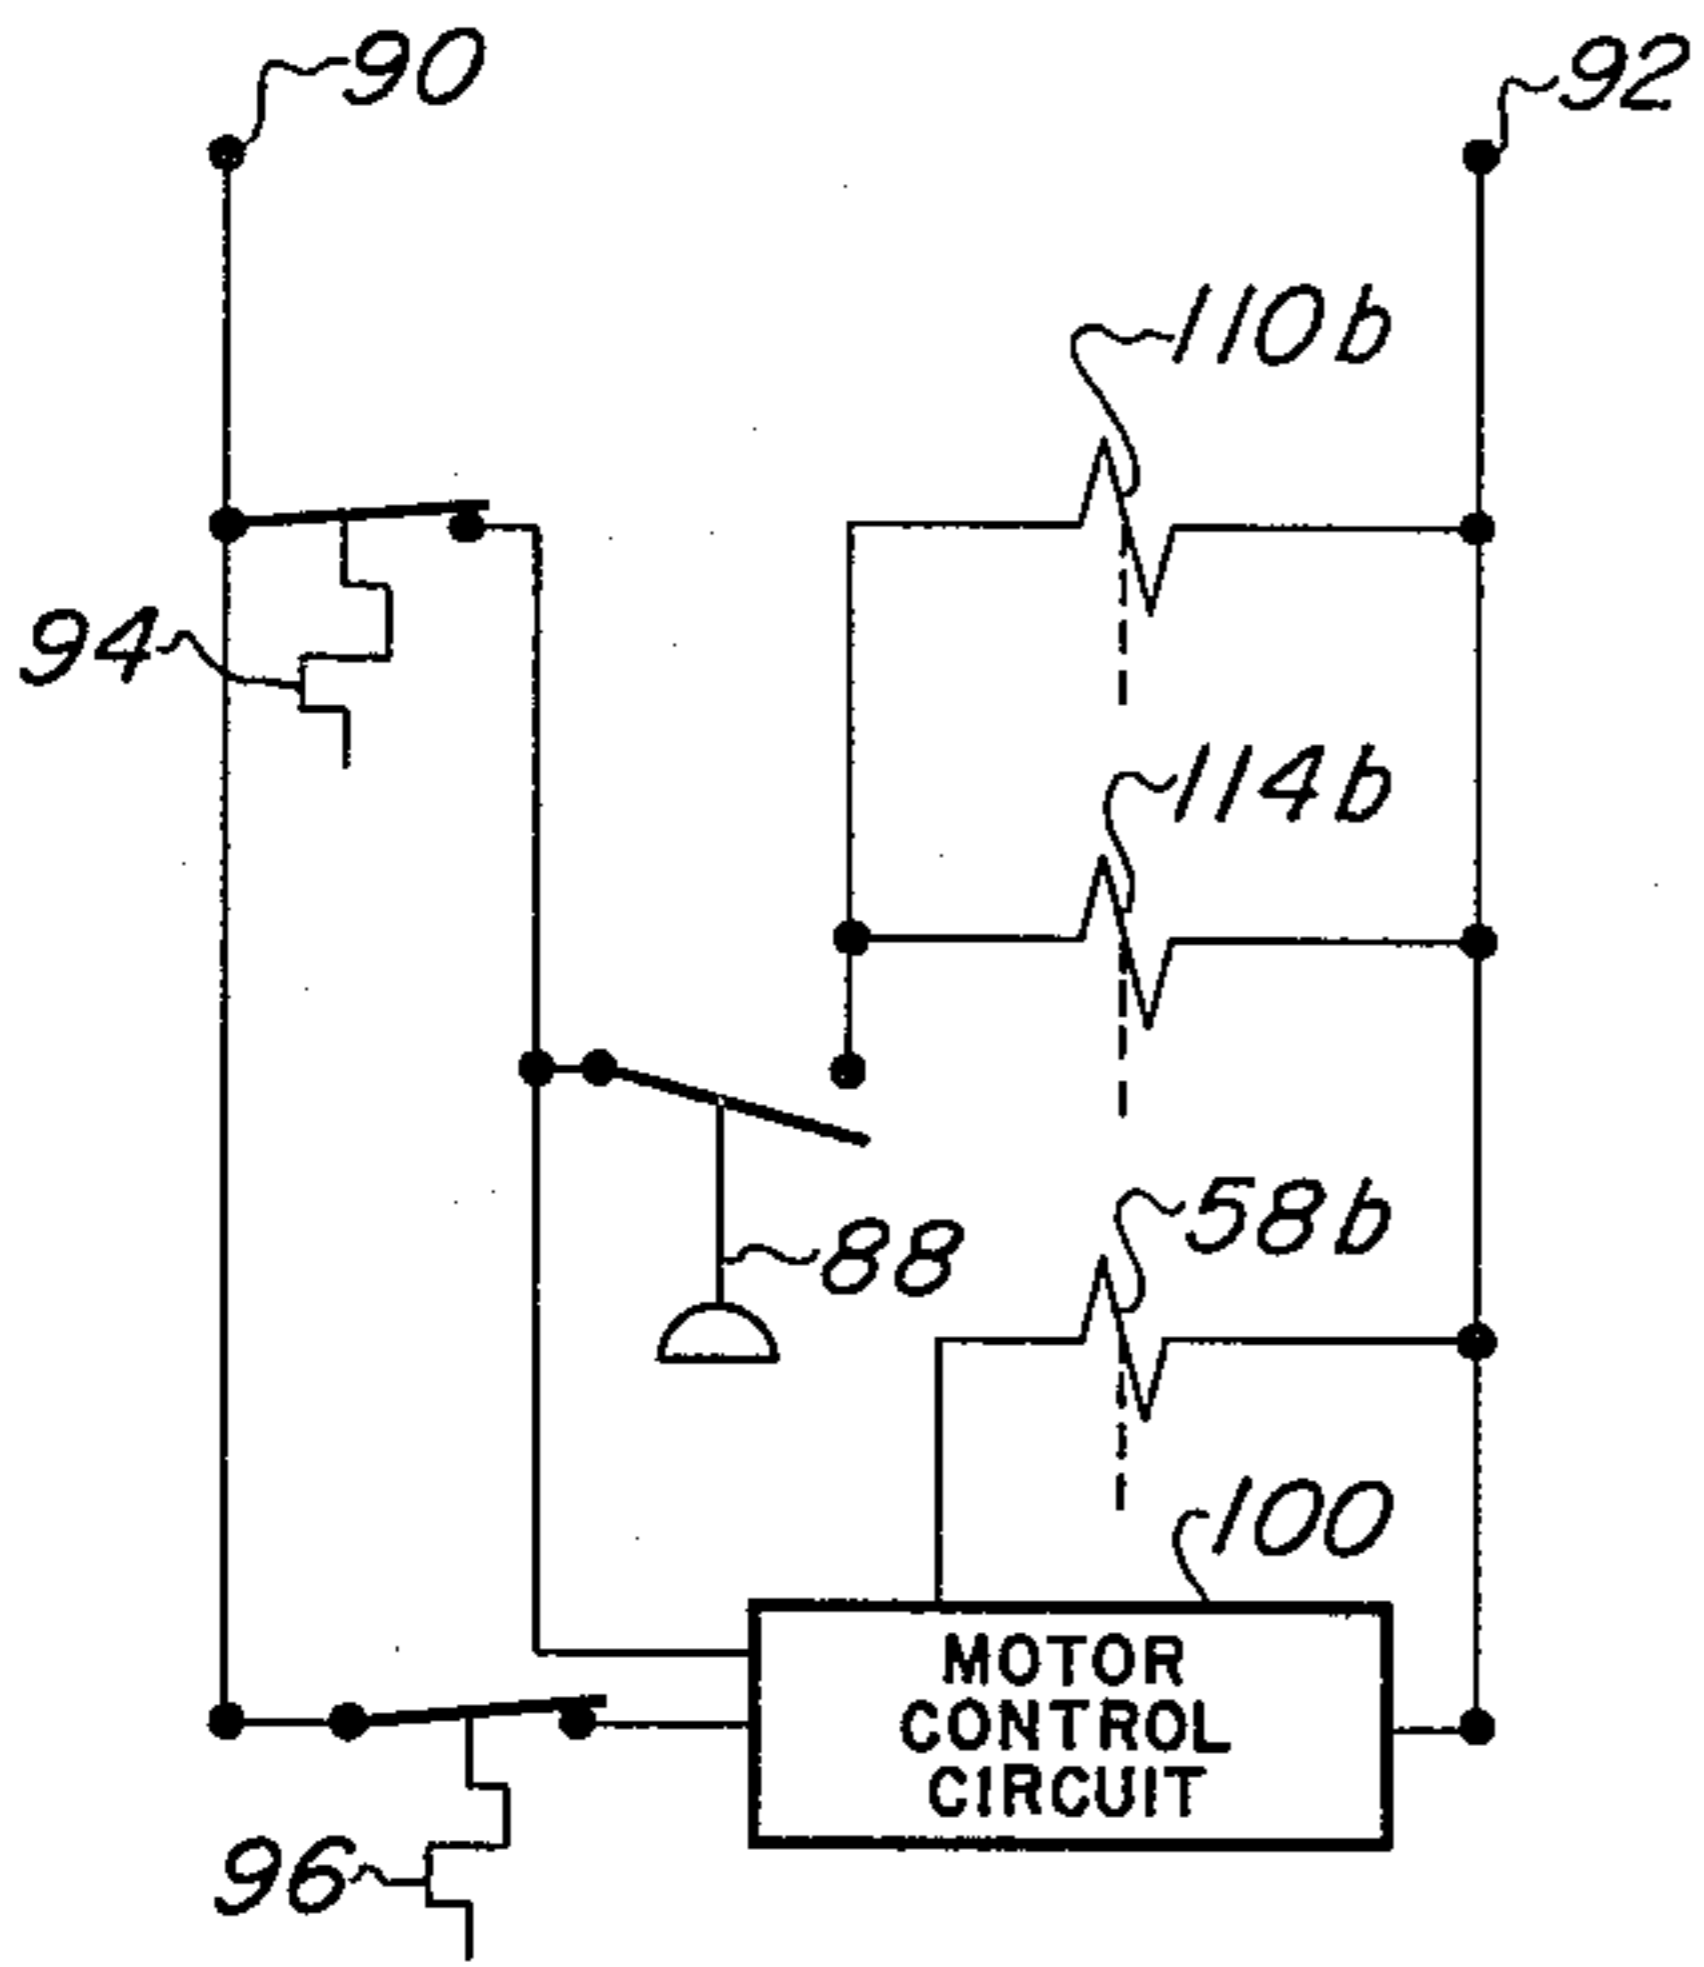 90
92
110b
94
114b
58b
88
100
MOTOR
CONTROL
CIRCUIT
96